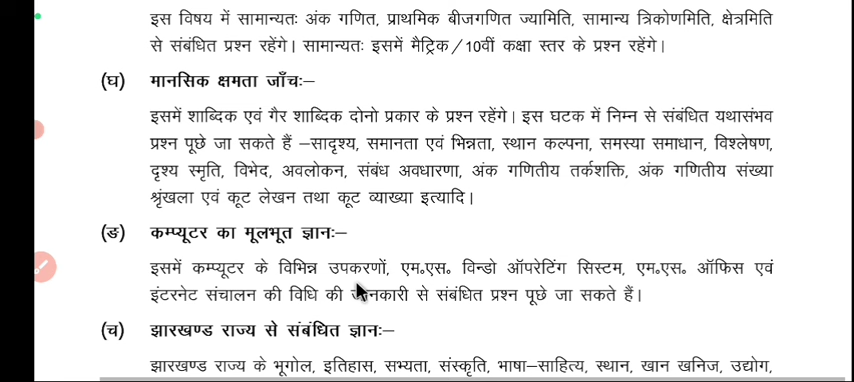 इस विषय में सामान्यतः अंक गणित, प्राथमिक बीजगणित ज्यामिति, सामान्य त्रिकोणमिति, क्षेत्रमिति
से संबंधित प्रश्न रहेंगे। सामान्यतः इसमें मैट्रिक/10वीं कक्षा स्तर के प्रश्न रहेंगे।
(घ) मानसिक क्षमता जाँचः–
इसमें शाब्दिक एवं गैर शाब्दिक दोनो प्रकार के प्रश्न रहेंगे। इस घटक में निम्न से संबंधित यथासंभव
प्रश्न पूछे जा सकते हैं –सादृश्य, समानता एवं भिन्नता, स्थान कल्पना, समस्या समाधान, विश्लेषण,
दृश्य स्मृति, विभेद, अवलोकन, संबंध अवधारणा, अंक गणितीय तर्कशक्ति, अंक गणितीय संख्या
श्रृंखला एवं कूट लेखन तथा कूट व्याख्या इत्यादि।
(ङ) कम्प्यूटर का मूलभूत ज्ञानः–
इसमें कम्प्यूटर के विभिन्न उपकरणों, एम॰एस॰ विन्डो ऑपरेटिंग सिस्टम, एम॰एस॰ ऑफिस एवं
इंटरनेट संचालन की विधि की जानकारी से संबंधित प्रश्न पूछे जा सकते हैं।
(च) झारखण्ड राज्य से संबंधित ज्ञानः–
झारखण्ड राज्य के भूगोल, इतिहास, सभ्यता, संस्कृति, भाषा–साहित्य, स्थान, खान खनिज, उद्योग,